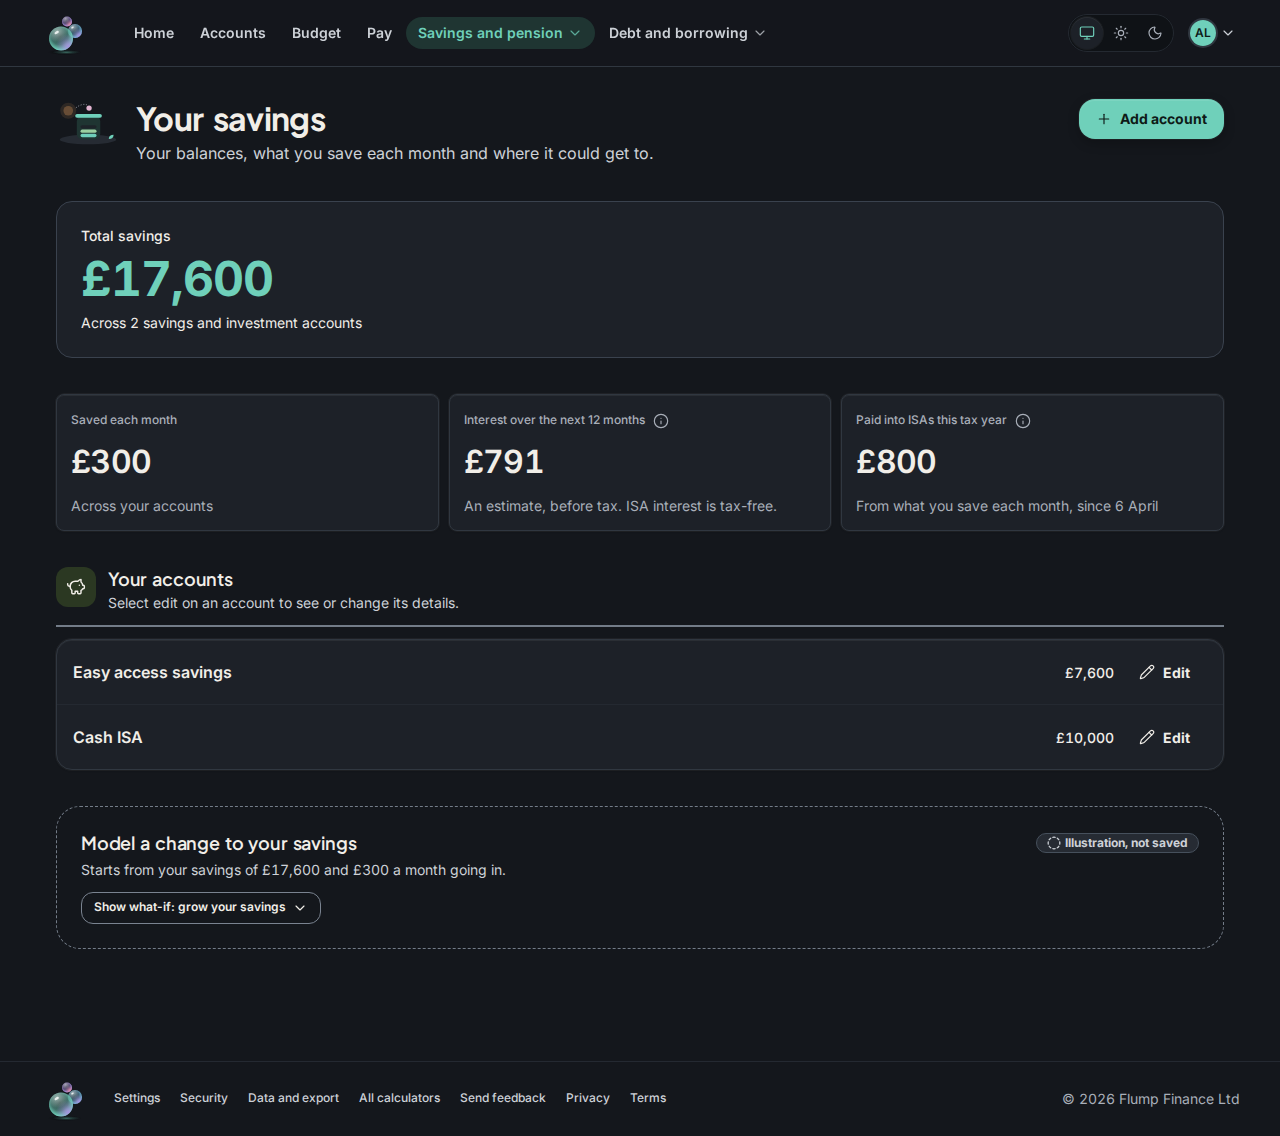 Home Accounts Budget Pay Savings and pension Debt and borrowing AL
Your savings
Add account
Your balances, what you save each month and where it could get to.
Total savings
£17,600
Across 2 savings and investment accounts
Saved each month
£300
Across your accounts
Interest over the next 12 months
£791
An estimate, before tax. ISA interest is tax-free.
Paid into ISAs this tax year
£800
From what you save each month, since 6 April
Your accounts
Select edit on an account to see or change its details.
Easy access savings £7,600 Edit
Cash ISA £10,000 Edit
Model a change to your savings
Illustration, not saved
Starts from your savings of £17,600 and £300 a month going in.
Show what-if: grow your savings
Settings Security Data and export All calculators Send feedback Privacy Terms © 2026 Flump Finance Ltd